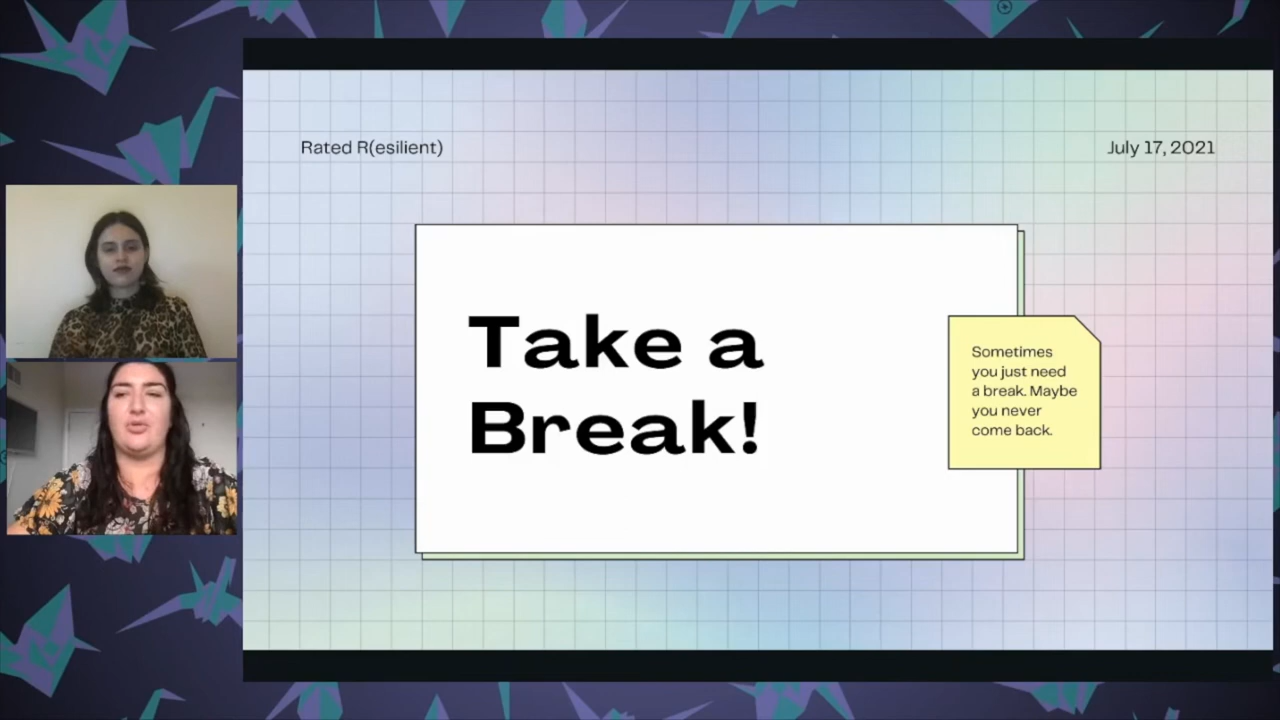 Rated R(esilient)
July 17, 2021
Take a
Break!
Sometimes
you just need
a break. Maybe
you never
come back.